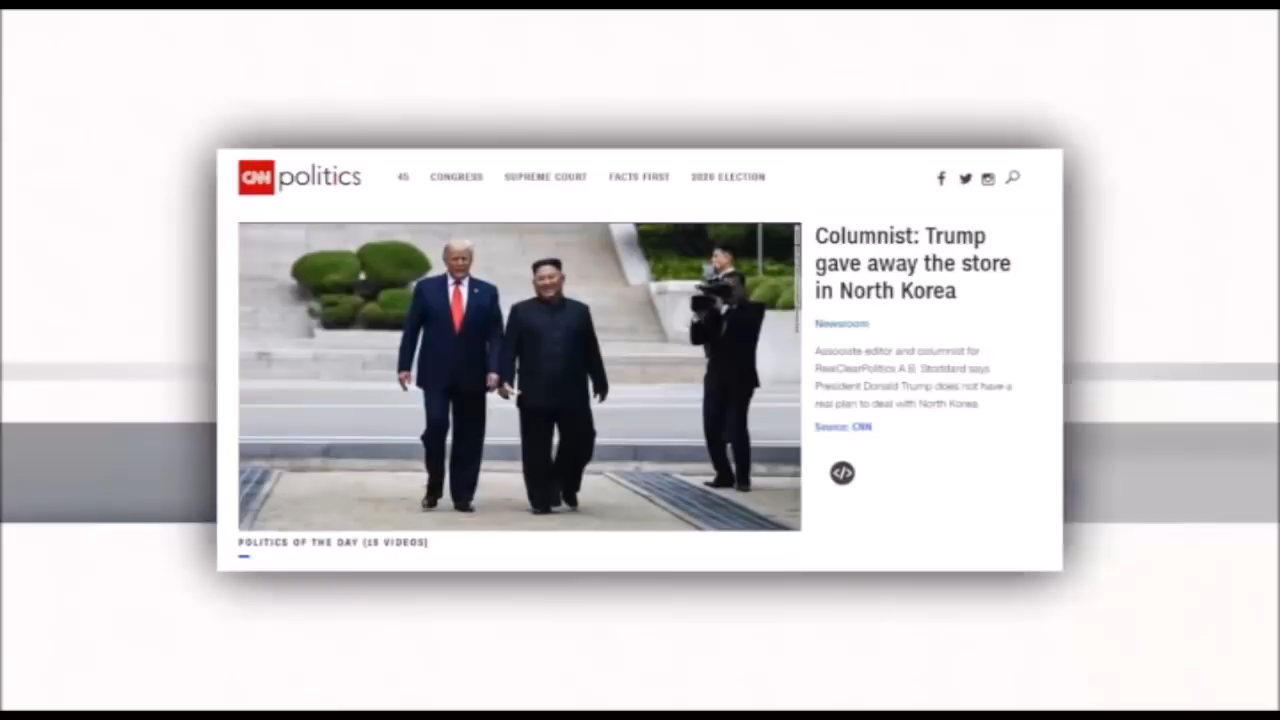 CNN politics
45 CONGRESS SUPREME COURT FACTS FIRST 2020 ELECTION
Columnist: Trump
gave away the store
in North Korea
Newsroom
Associate editor and columnist for
RealClearPolitics A.B. Stoddard says
President Donald Trump does not have a
real plan to deal with North Korea.
Source: CNN
POLITICS OF THE DAY (15 VIDEOS)